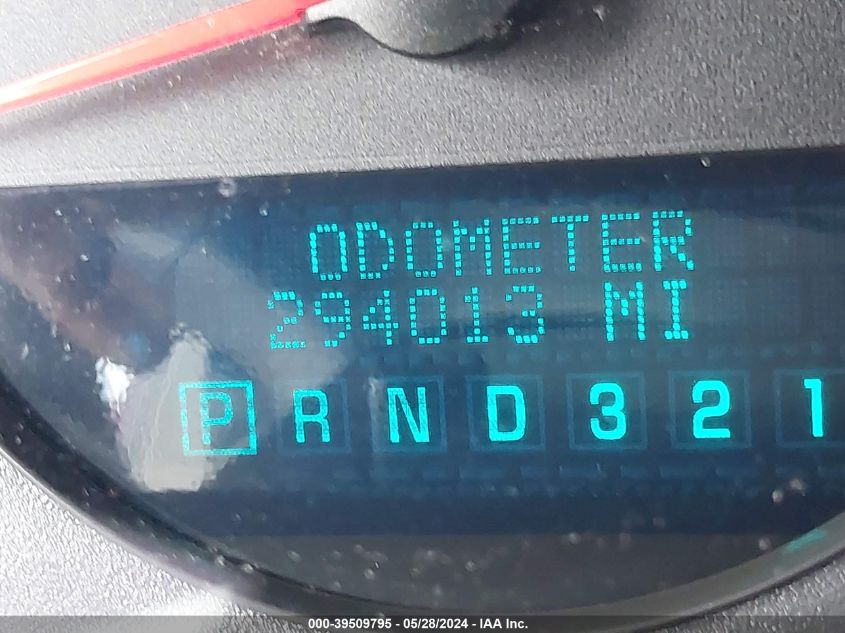 ODOMETER
294013 MI
P R N D 3 2 1
000-39509795 - 05/28/2024 - IAA Inc.